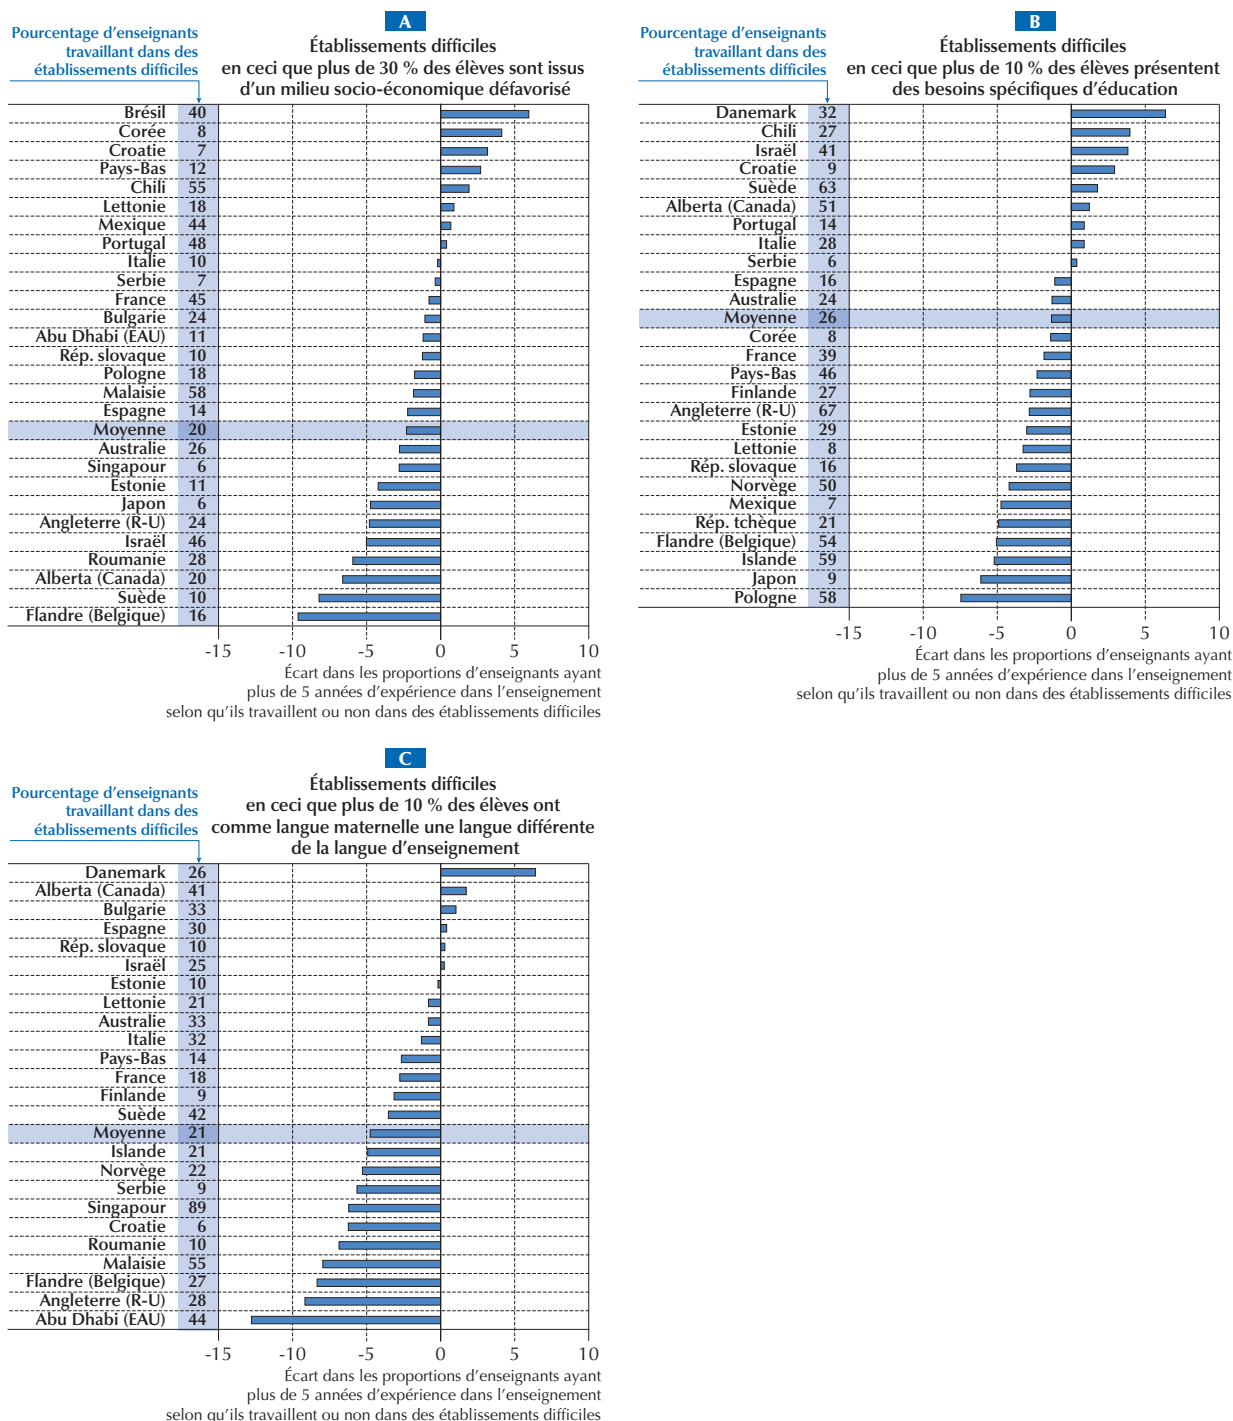 A
Pourcentage d'enseignants
travaillant dans des
établissements difficiles
Établissements difficiles
en ceci que plus de 30 % des élèves sont issus
d'un milieu socio-économique défavorisé
Brésil 40
Corée 8
Croatie 7
Pays-Bas 12
Chili 55
Lettonie 18
Mexique 44
Portugal 48
Italie 10
Serbie 7
France 45
Bulgarie 24
Abu Dhabi (EAU) 11
Rép. slovaque 10
Pologne 18
Malaisie 58
Espagne 14
Moyenne 20
Australie 26
Singapour 6
Estonie 11
Japon 6
Angleterre (R-U) 24
Israël 46
Roumanie 28
Alberta (Canada) 20
Suède 10
Flandre (Belgique) 16
-15 -10 -5 0 5 10
Écart dans les proportions d'enseignants ayant
plus de 5 années d'expérience dans l'enseignement
selon qu'ils travaillent ou non dans des établissements difficiles
B
Pourcentage d'enseignants
travaillant dans des
établissements difficiles
Établissements difficiles
en ceci que plus de 10 % des élèves présentent
des besoins spécifiques d'éducation
Danemark 32
Chili 27
Israël 41
Croatie 9
Suède 63
Alberta (Canada) 51
Portugal 14
Italie 28
Serbie 6
Espagne 16
Australie 24
Moyenne 26
Corée 8
France 39
Pays-Bas 46
Finlande 27
Angleterre (R-U) 67
Estonie 29
Lettonie 8
Rép. slovaque 16
Norvège 50
Mexique 7
Rép. tchèque 21
Flandre (Belgique) 54
Islande 59
Japon 9
Pologne 58
-15 -10 -5 0 5 10
Écart dans les proportions d'enseignants ayant
plus de 5 années d'expérience dans l'enseignement
selon qu'ils travaillent ou non dans des établissements difficiles
C
Pourcentage d'enseignants
travaillant dans des
établissements difficiles
Établissements difficiles
en ceci que plus de 10 % des élèves ont
comme langue maternelle une langue différente
de la langue d'enseignement
Danemark 26
Alberta (Canada) 41
Bulgarie 33
Espagne 30
Rép. slovaque 10
Israël 25
Estonie 10
Lettonie 21
Australie 33
Italie 32
Pays-Bas 14
France 18
Finlande 9
Suède 42
Moyenne 21
Islande 21
Norvège 22
Serbie 9
Singapour 89
Croatie 6
Roumanie 10
Malaisie 55
Flandre (Belgique) 27
Angleterre (R-U) 28
Abu Dhabi (EAU) 44
-15 -10 -5 0 5 10
Écart dans les proportions d'enseignants ayant
plus de 5 années d'expérience dans l'enseignement
selon qu'ils travaillent ou non dans des établissements difficiles